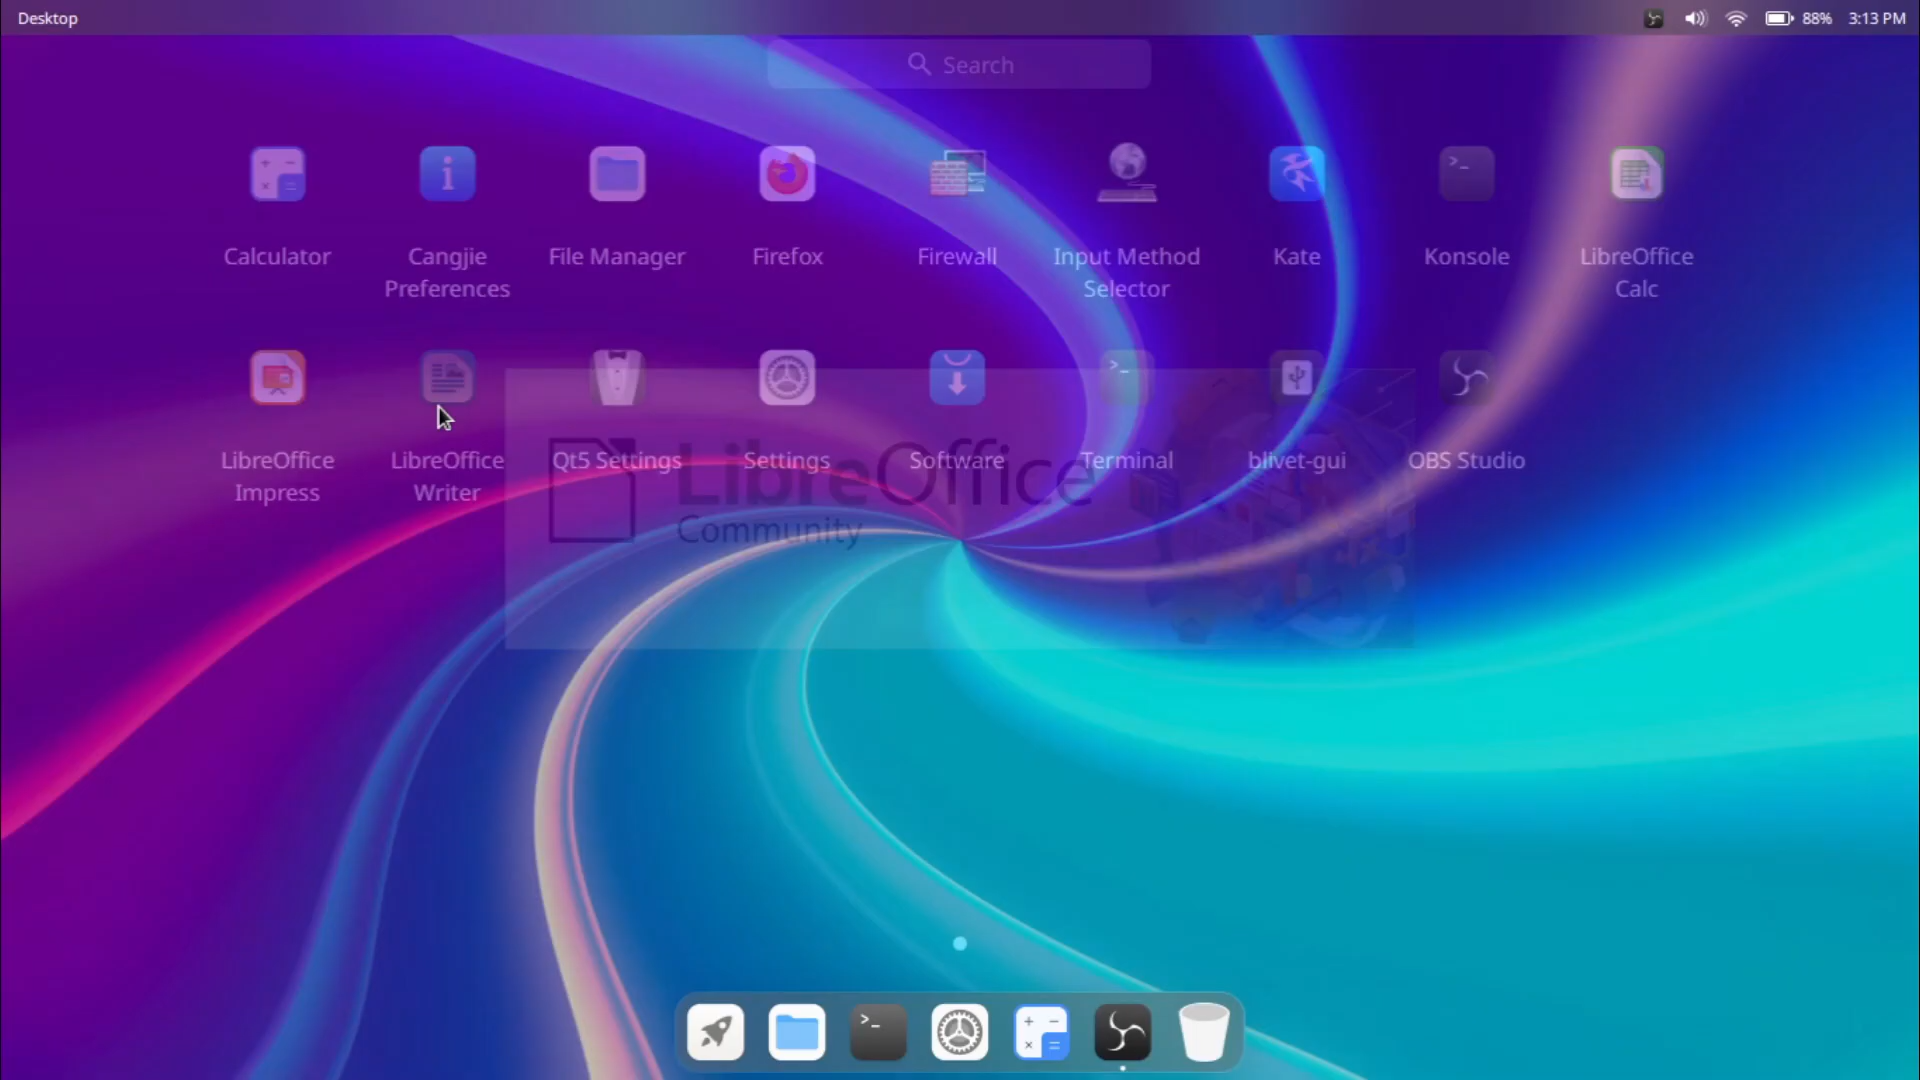 Desktop
88% 3:13 PM
Search
Calculator
Cangjie
Preferences
File Manager
Firefox
Firewall
Input Method
Selector
Kate
Konsole
LibreOffice
Calc
LibreOffice
Impress
LibreOffice
Writer
Qt5 Settings
Settings
Software
Terminal
blivet-gui
OBS Studio
LibreOffice
Community